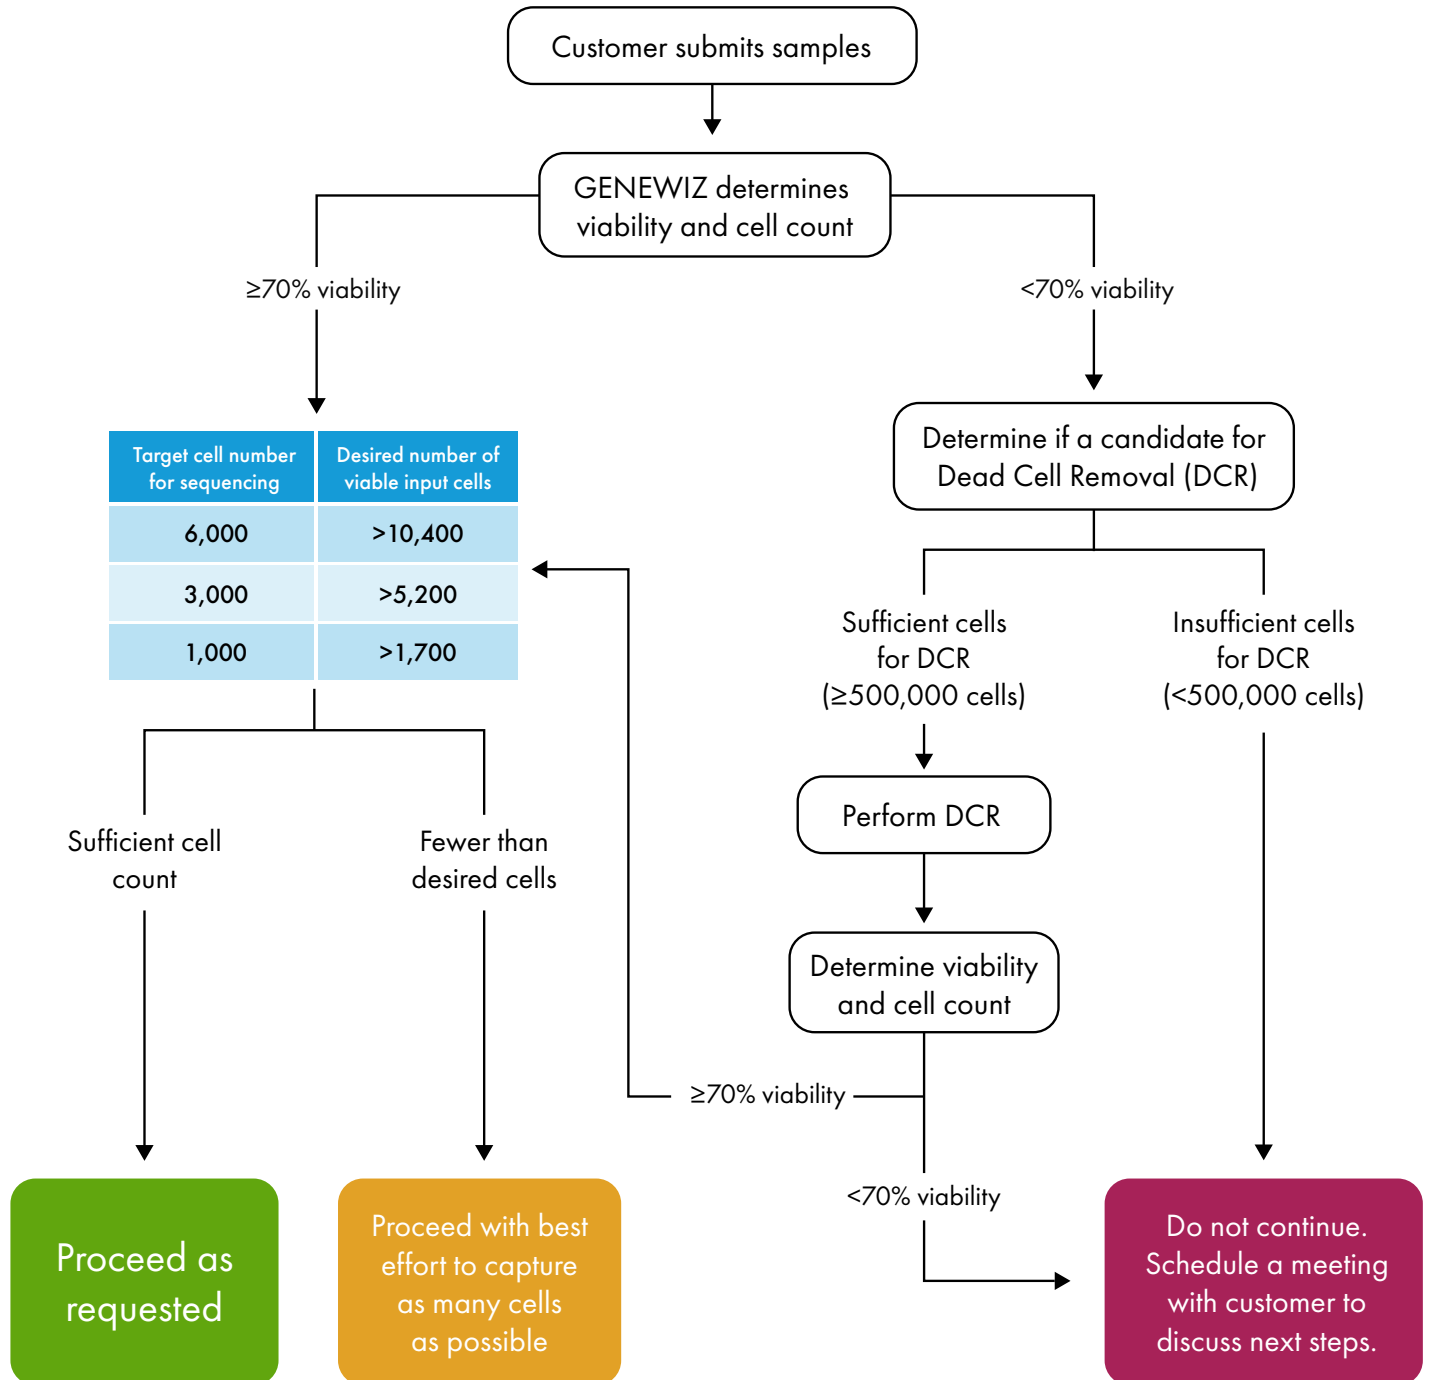 Customer submits samples
GENEWIZ determines
viability and cell count
≥70% viability
<70% viability
Target cell number
for sequencing
Desired number of
viable input cells
6,000
>10,400
3,000
>5,200
1,000
>1,700
Determine if a candidate for
Dead Cell Removal (DCR)
Sufficient cells
for DCR
(≥500,000 cells)
Insufficient cells
for DCR
(<500,000 cells)
Perform DCR
Sufficient cell
count
Fewer than
desired cells
Determine viability
and cell count
≥70% viability
<70% viability
Proceed as
requested
Proceed with best
effort to capture
as many cells
as possible
Do not continue.
Schedule a meeting
with customer to
discuss next steps.